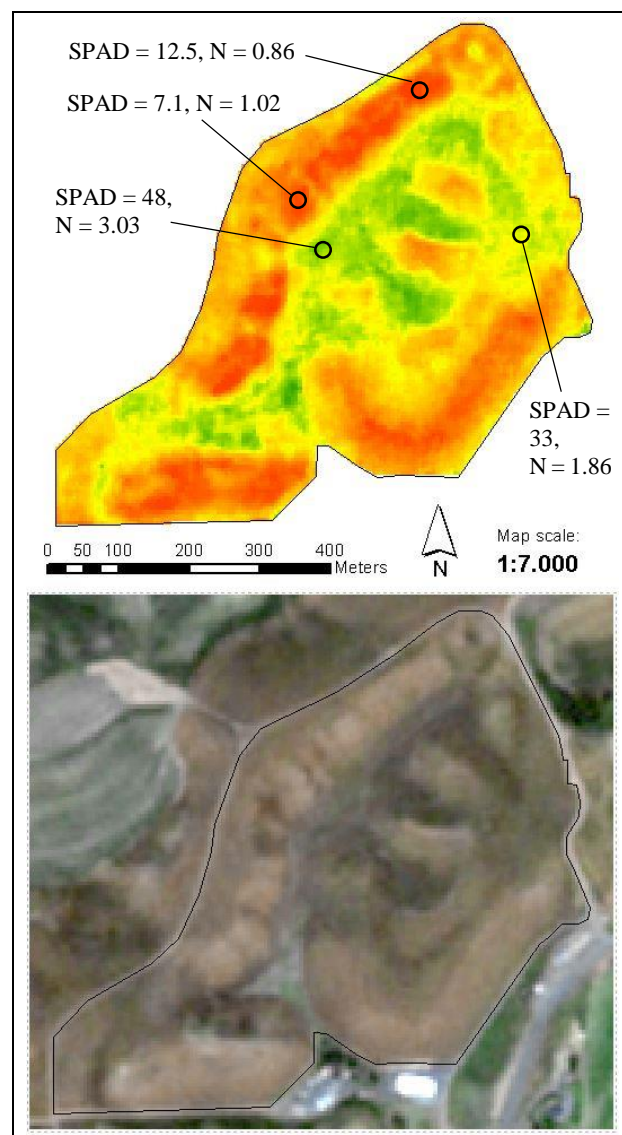 SPAD = 12.5, N = 0.86
SPAD = 7.1, N = 1.02
SPAD = 48,
N = 3.03
SPAD =
33,
N = 1.86
0 50 100 200 300 400
Meters
N
Map scale:
1:7.000